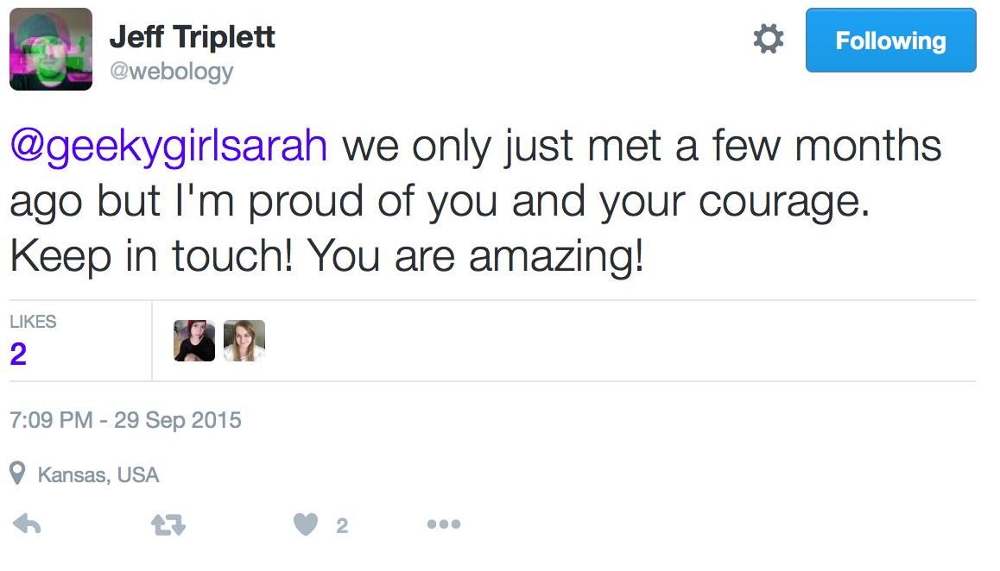 Jeff Triplett
@webology
Following
@geekygirlsarah we only just met a few months
ago but I'm proud of you and your courage.
Keep in touch! You are amazing!
LIKES
2
7:09 PM - 29 Sep 2015
Kansas, USA
2